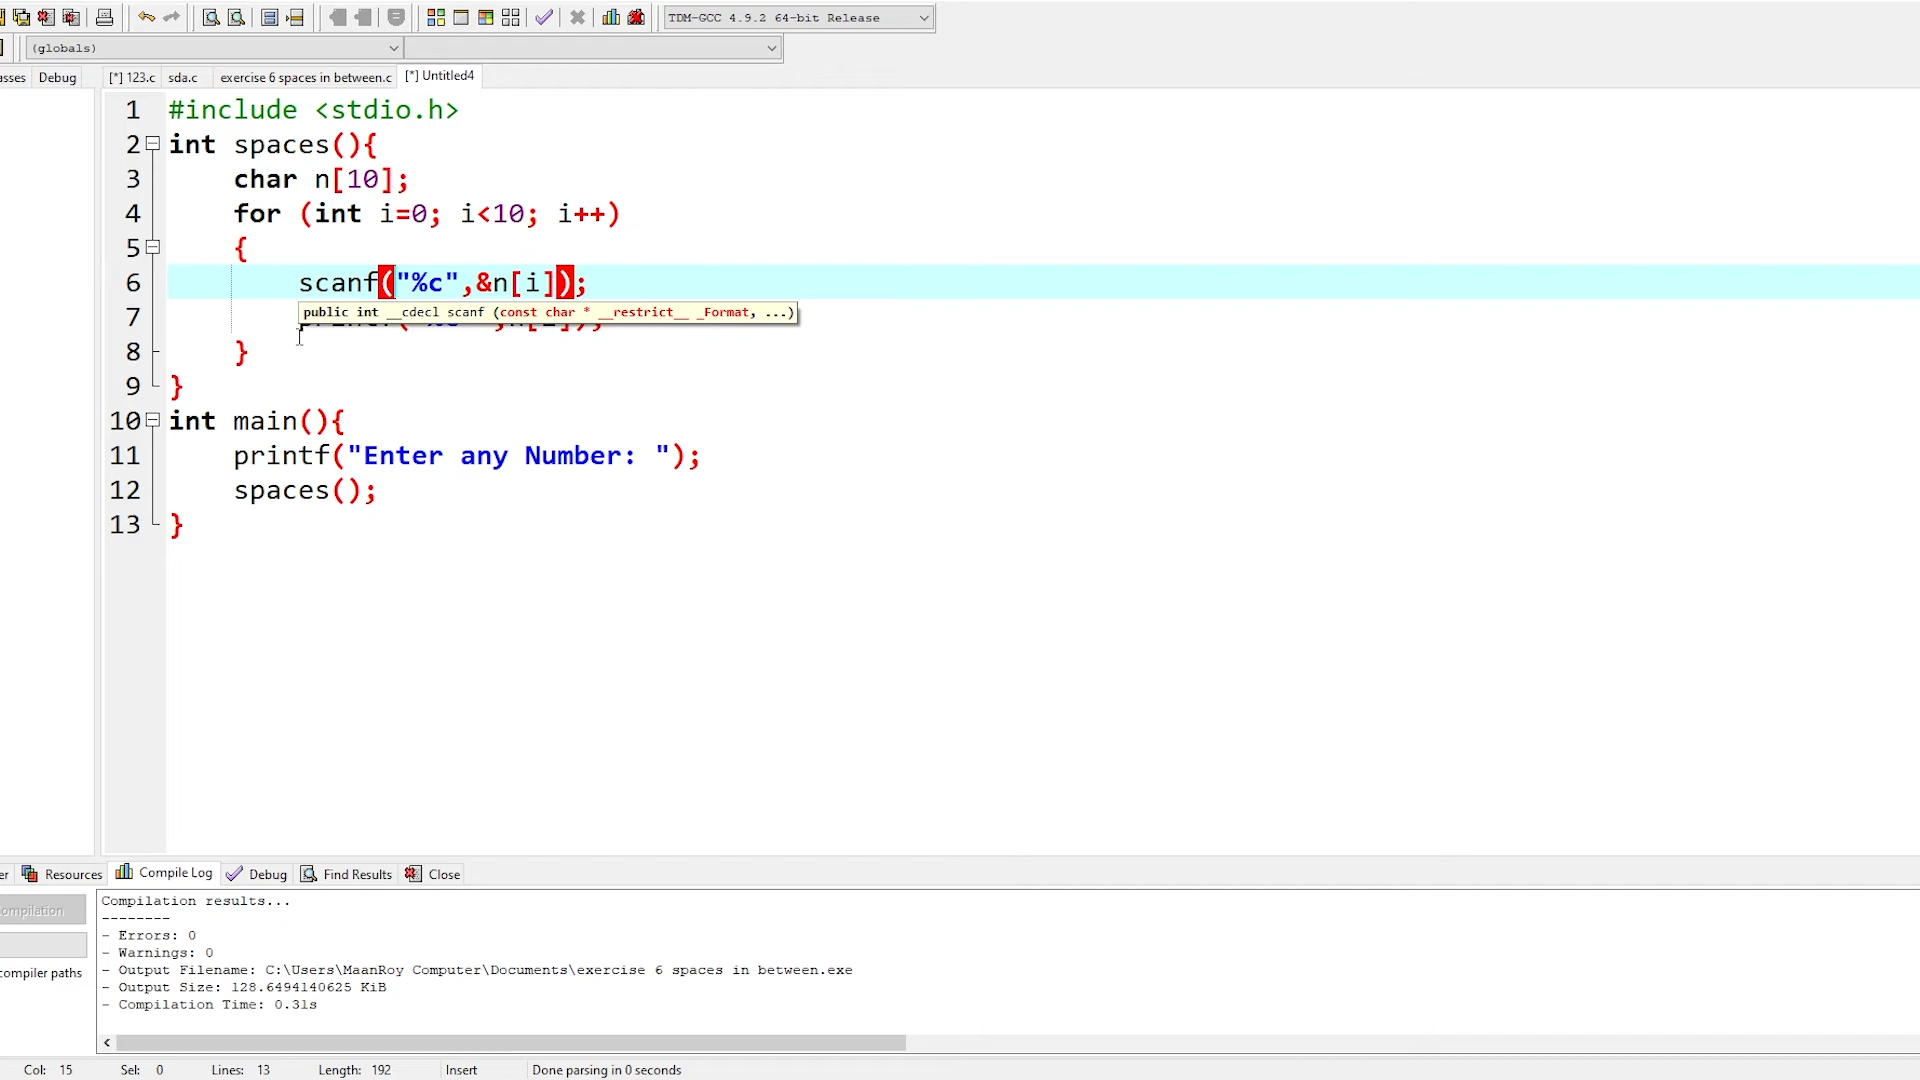 TDM-GCC 4.9.2 64-bit Release
(globals)
asses Debug [*] 123.c sda.c exercise 6 spaces in between.c [*] Untitled4
1 #include <stdio.h>
2 int spaces(){
3 char n[10];
4 for (int i=0; i<10; i++)
5 {
6 scanf("%c",&n[i]);
public int __cdecl scanf (const char * __restrict__ _Format, ...)
7
8 }
9 }
10 int main(){
11 printf("Enter any Number: ");
12 spaces();
13 }
er Resources Compile Log Debug Find Results Close
ompilation
compiler paths
Compilation results...
--------
- Errors: 0
- Warnings: 0
- Output Filename: C:\Users\MaanRoy Computer\Documents\exercise 6 spaces in between.exe
- Output Size: 128.6494140625 KiB
- Compilation Time: 0.31s
Col: 15 Sel: 0 Lines: 13 Length: 192 Insert Done parsing in 0 seconds